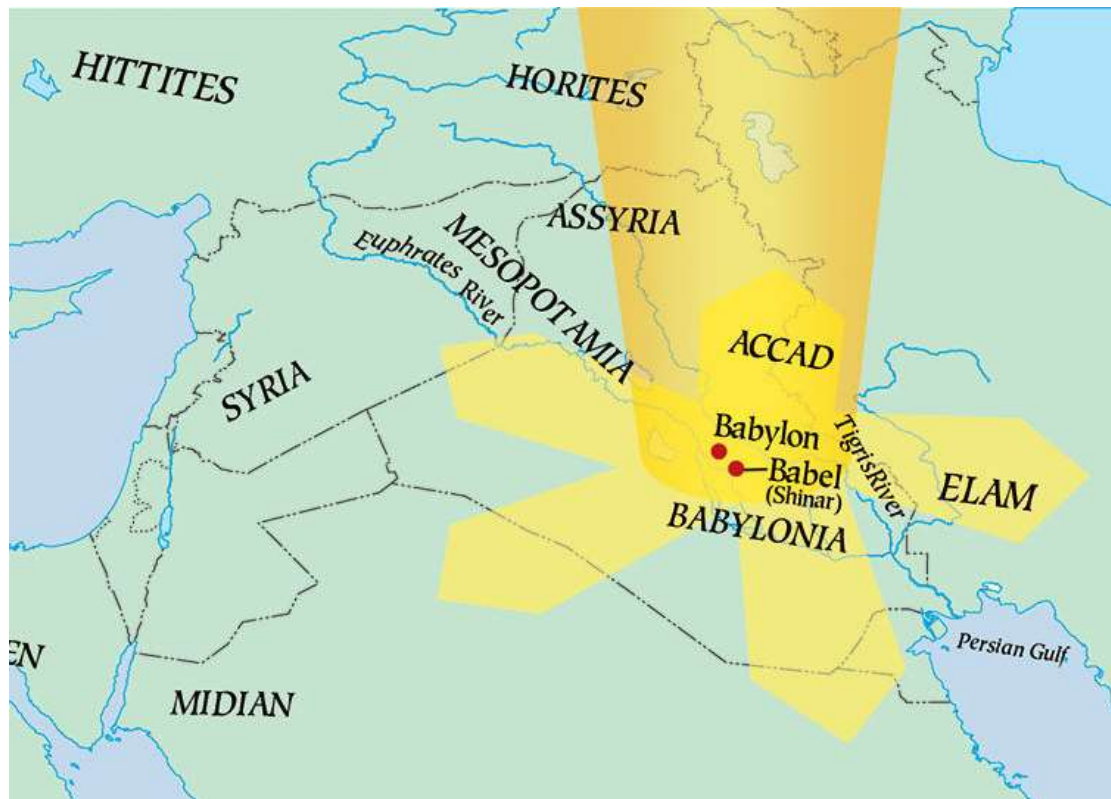 HITTITES
HORITES
ASSYRIA
MESOPOTAMIA
Euphrates River
ACCAD
SYRIA
Babylon
Babel
(Shinar)
Tigris River
ELAM
BABYLONIA
EN
Persian Gulf
MIDIAN